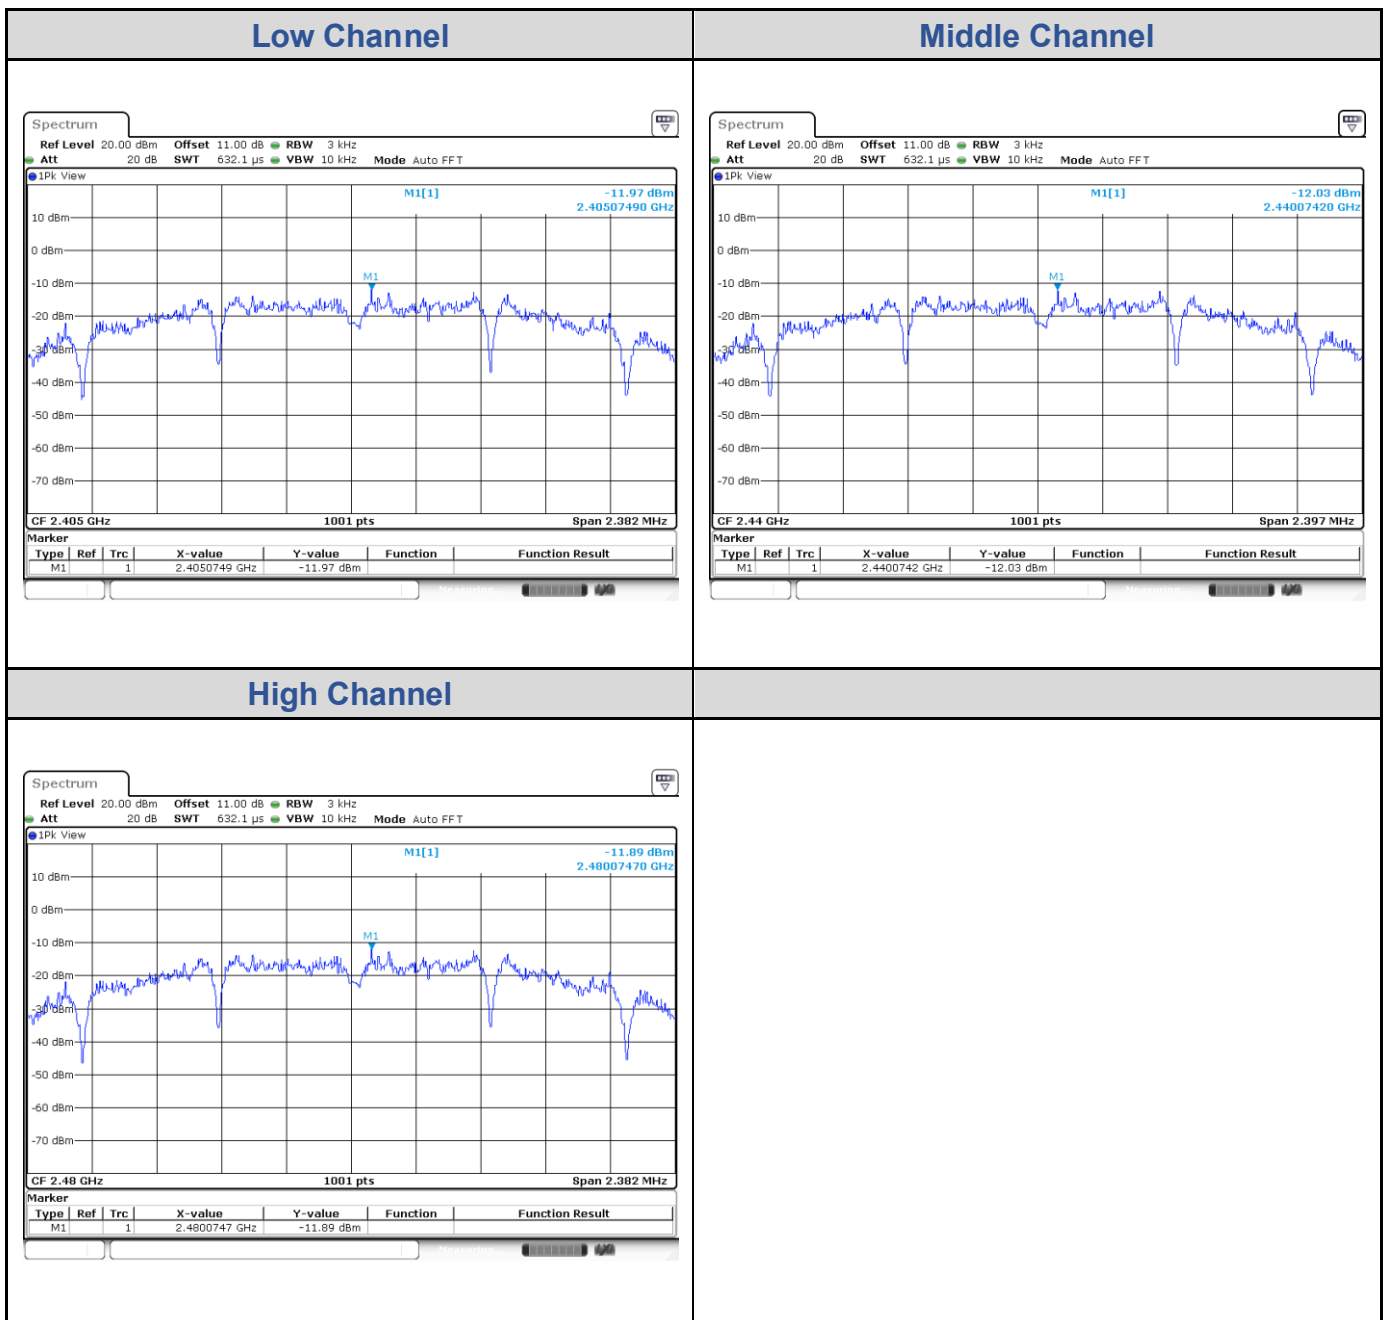 Low Channel
Middle Channel
Spectrum
Ref Level 20.00 dBm Offset 11.00 dB RBW 3 kHz
Att 20 dB SWT 632.1 µs VBW 10 kHz Mode Auto FFT
1Pk View
M1[1] -11.97 dBm
2.40507490 GHz
10 dBm
0 dBm
M1
-10 dBm
-20 dBm
-30 dBm
-40 dBm
-50 dBm
-60 dBm
-70 dBm
CF 2.405 GHz 1001 pts Span 2.382 MHz
Marker
Type Ref Trc X-value Y-value Function Function Result
M1 1 2.4050749 GHz -11.97 dBm
Measuring...
Spectrum
Ref Level 20.00 dBm Offset 11.00 dB RBW 3 kHz
Att 20 dB SWT 632.1 µs VBW 10 kHz Mode Auto FFT
1Pk View
M1[1] -12.03 dBm
2.44007420 GHz
10 dBm
0 dBm
M1
-10 dBm
-20 dBm
-30 dBm
-40 dBm
-50 dBm
-60 dBm
-70 dBm
CF 2.44 GHz 1001 pts Span 2.397 MHz
Marker
Type Ref Trc X-value Y-value Function Function Result
M1 1 2.4400742 GHz -12.03 dBm
Measuring...
High Channel
Spectrum
Ref Level 20.00 dBm Offset 11.00 dB RBW 3 kHz
Att 20 dB SWT 632.1 µs VBW 10 kHz Mode Auto FFT
1Pk View
M1[1] -11.89 dBm
2.48007470 GHz
10 dBm
0 dBm
M1
-10 dBm
-20 dBm
-30 dBm
-40 dBm
-50 dBm
-60 dBm
-70 dBm
CF 2.48 GHz 1001 pts Span 2.382 MHz
Marker
Type Ref Trc X-value Y-value Function Function Result
M1 1 2.4800747 GHz -11.89 dBm
Measuring...